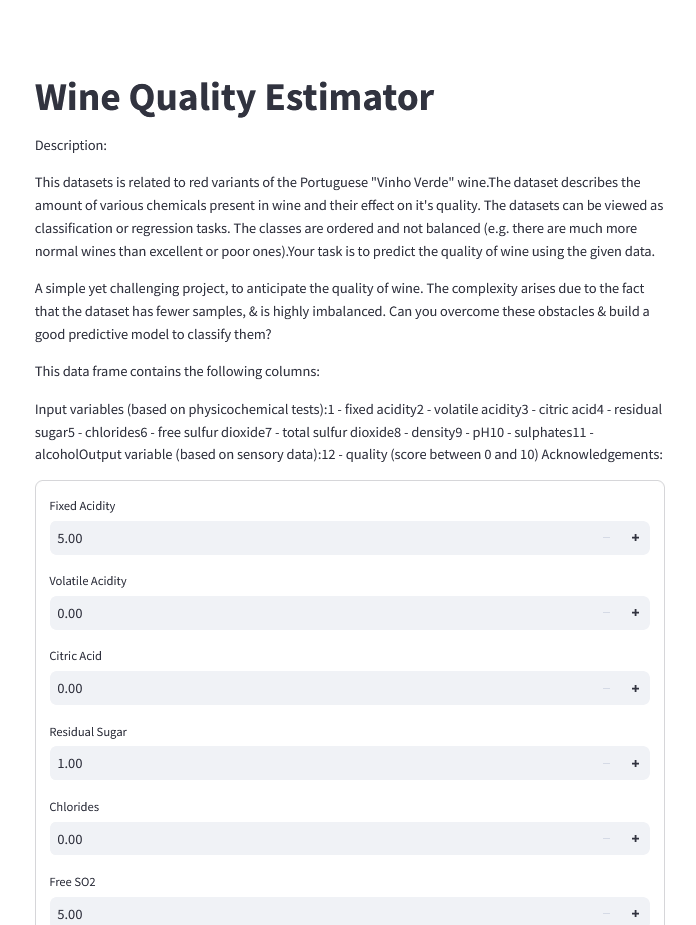 Wine Quality Estimator
Description:
This datasets is related to red variants of the Portuguese "Vinho Verde" wine.The dataset describes the
amount of various chemicals present in wine and their effect on it's quality. The datasets can be viewed as
classification or regression tasks. The classes are ordered and not balanced (e.g. there are much more
normal wines than excellent or poor ones).Your task is to predict the quality of wine using the given data.
A simple yet challenging project, to anticipate the quality of wine. The complexity arises due to the fact
that the dataset has fewer samples, & is highly imbalanced. Can you overcome these obstacles & build a
good predictive model to classify them?
This data frame contains the following columns:
Input variables (based on physicochemical tests):1 - fixed acidity2 - volatile acidity3 - citric acid4 - residual
sugar5 - chlorides6 - free sulfur dioxide7 - total sulfur dioxide8 - density9 - pH10 - sulphates11 -
alcoholOutput variable (based on sensory data):12 - quality (score between 0 and 10) Acknowledgements:
Fixed Acidity
5.00
Volatile Acidity
0.00
Citric Acid
0.00
Residual Sugar
1.00
Chlorides
0.00
Free SO2
5.00